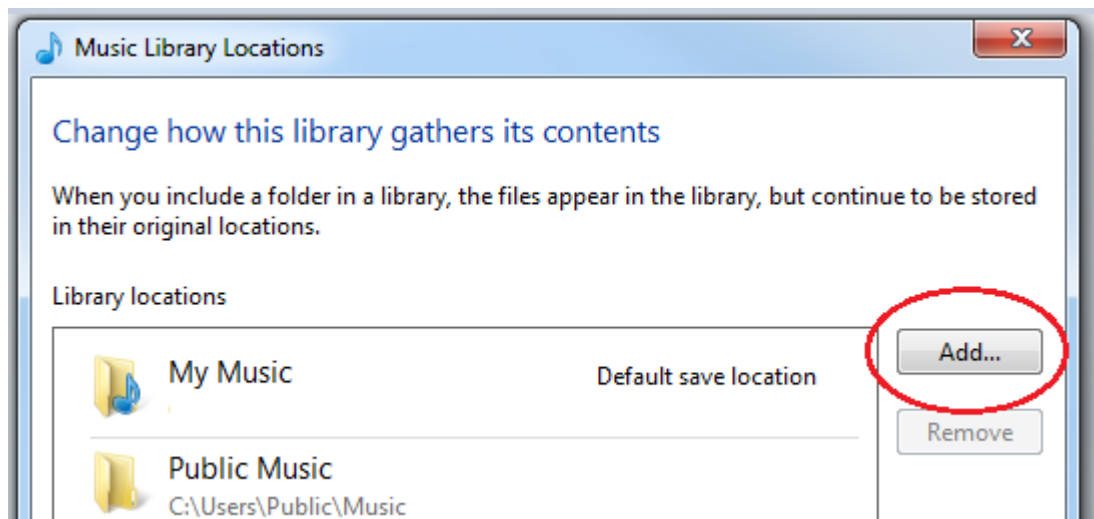 Music Library Locations
Change how this library gathers its contents
When you include a folder in a library, the files appear in the library, but continue to be stored
in their original locations.
Library locations
My Music
Default save location
Add...
Remove
Public Music
C:\Users\Public\Music